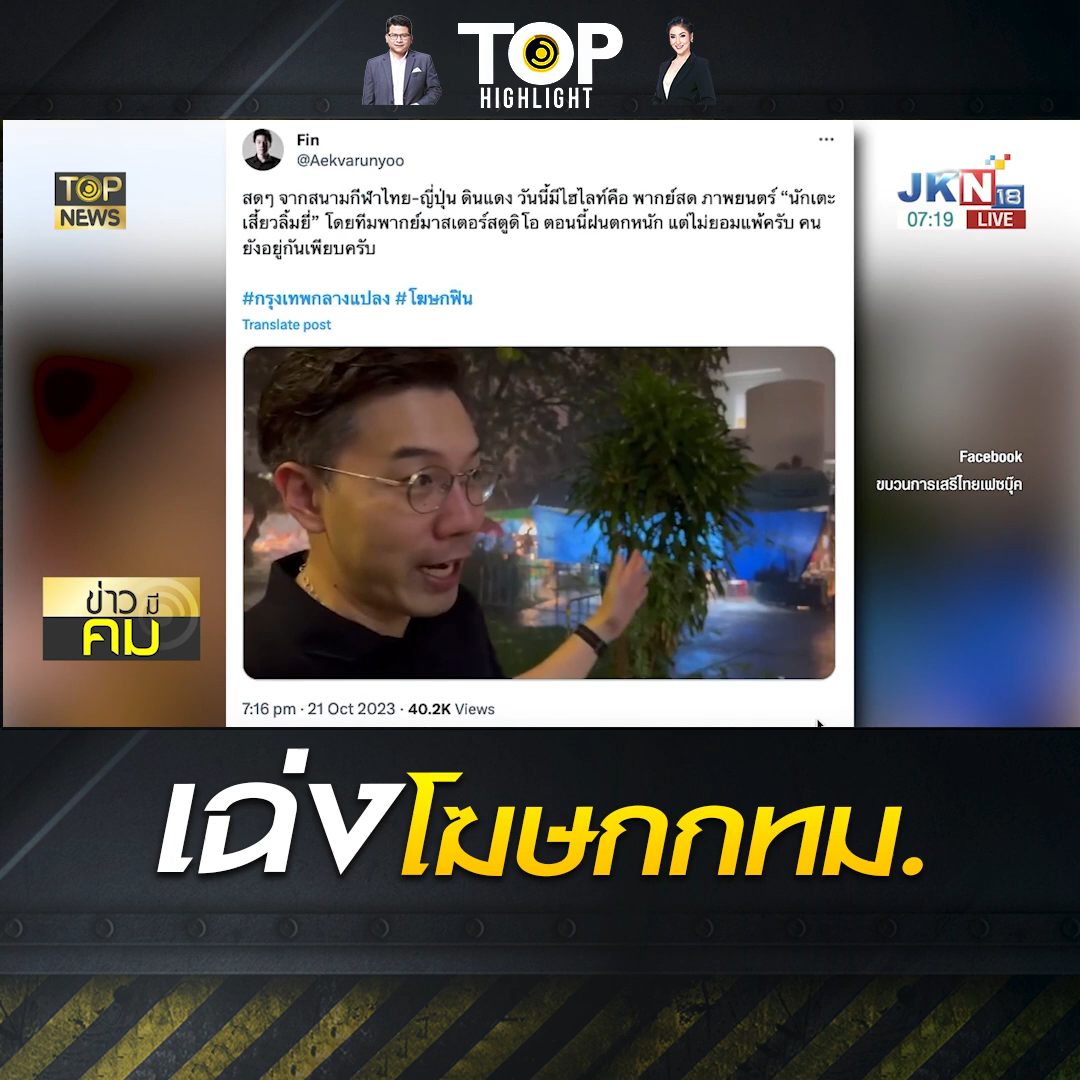 TOP
HIGHLIGHT
TOP
NEWS
Fin
@Aekvarunyoo
สดๆ จากสนามกีฬาไทย-ญี่ปุ่น ดินแดง วันนี้มีไฮไลท์คือ พากย์สด ภาพยนตร์ “นักเตะ
เสี้ยวลิ้มยี่” โดยทีมพากย์มาสเตอร์สตูดิโอ ตอนนี้ฝนตกหนัก แต่ไม่ยอมแพ้ครับ คน
ยังอยู่กันเพียบครับ
#กรุงเทพกลางแปลง #โฆษกฟิน
Translate post
JKN18
07:19 LIVE
Facebook
ขบวนการเสรีไทยเฟซบุ๊ค
ข่าวมี
คม
7:16 pm · 21 Oct 2023 · 40.2K Views
เฉ่งโฆษกกทม.